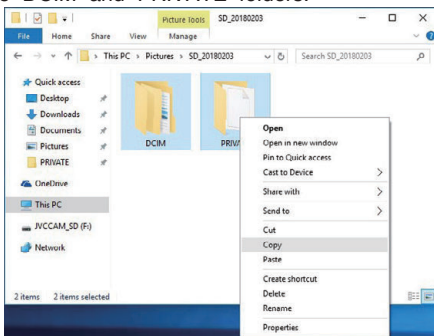 DCIM and PRIVATE folders.
Picture Tools SD_20180203
File Home Share View Manage
This PC > Pictures > SD_20180203
Search SD_20180203
Quick access
Desktop
Downloads
Documents
Pictures
PRIVATE
OneDrive
This PC
JVCCAM_SD (F:)
Network
DCIM
PRIVA
Open
Open in new window
Pin to Quick access
Cast to Device
Share with
Send to
Cut
Copy
Paste
Create shortcut
Delete
Rename
Properties
2 items 2 items selected